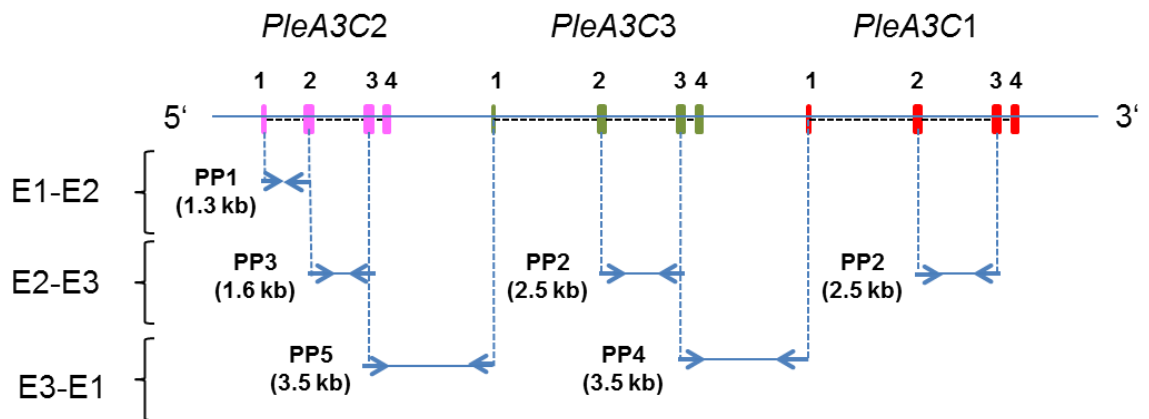 PleA3C2 PleA3C3 PleA3C1
1 2 3 4 1 2 3 4 1 2 3 4
5‘ 3‘
E1-E2
PP1
(1.3 kb)
E2-E3
PP3 PP2 PP2
(1.6 kb) (2.5 kb) (2.5 kb)
E3-E1
PP5 PP4
(3.5 kb) (3.5 kb)